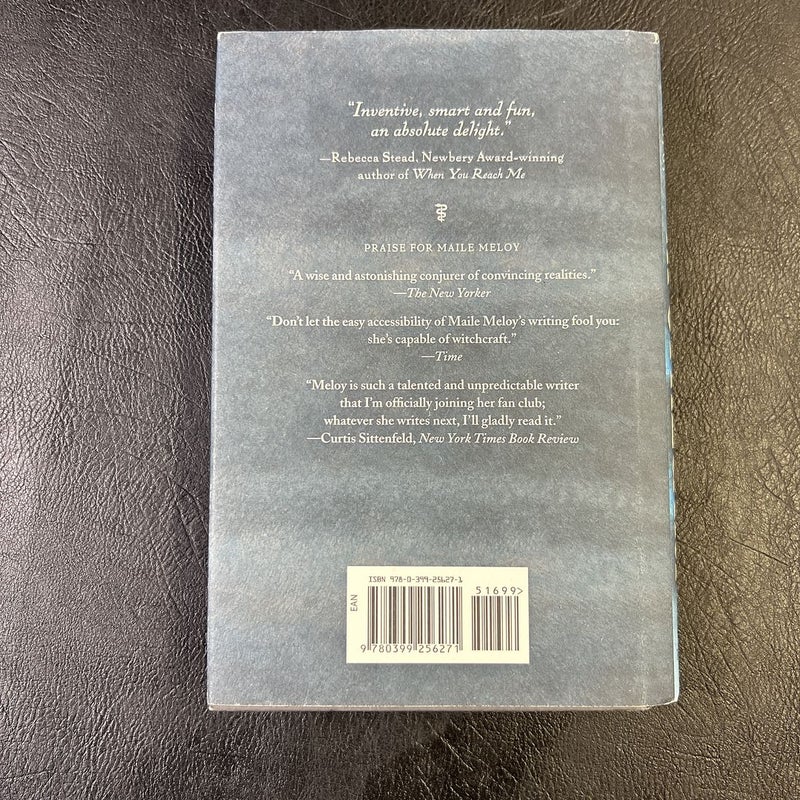 “Inventive, smart and fun,
an absolute delight.”
—Rebecca Stead, Newbery Award-winning
author of When You Reach Me
PRAISE FOR MAILE MELOY
“A wise and astonishing conjurer of convincing realities.”
—The New Yorker
“Don’t let the easy accessibility of Maile Meloy’s writing fool you:
she’s capable of witchcraft.”
—Time
“Meloy is such a talented and unpredictable writer
that I’m officially joining her fan club;
whatever she writes next, I’ll gladly read it.”
—Curtis Sittenfeld, New York Times Book Review
ISBN 978-0-399-25627-1
51699>
EAN
9 780399 256271